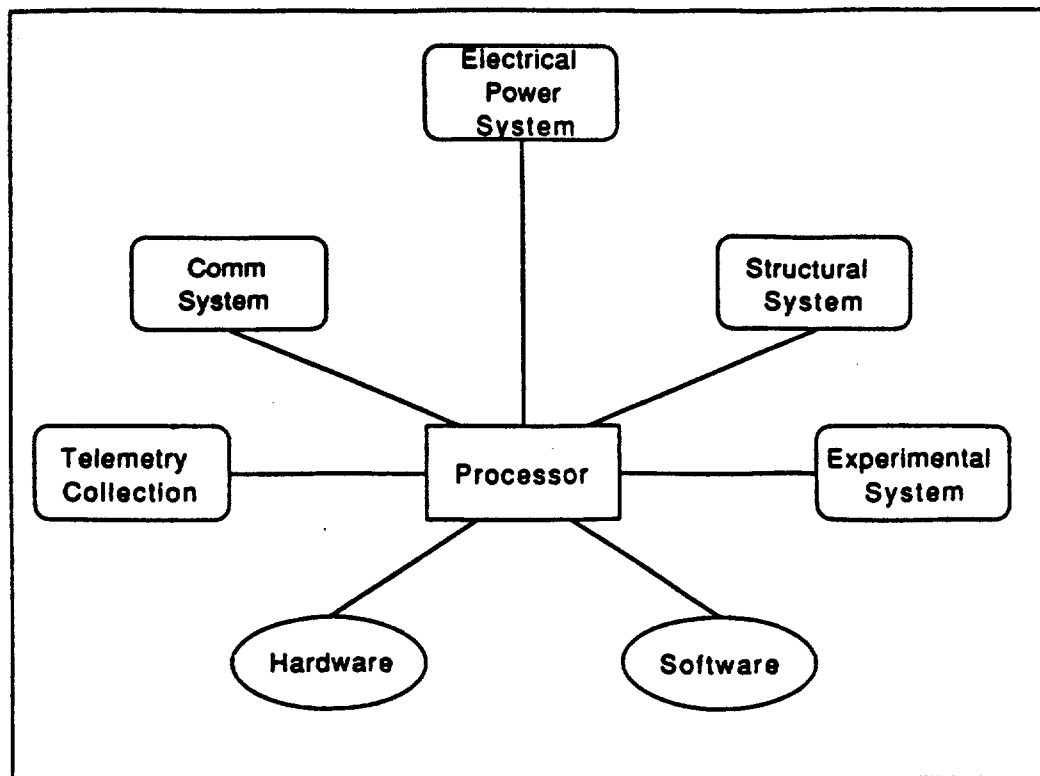 Electrical
Power
System
Comm
System
Structural
System
Telemetry
Collection
Processor
Experimental
System
Hardware
Software